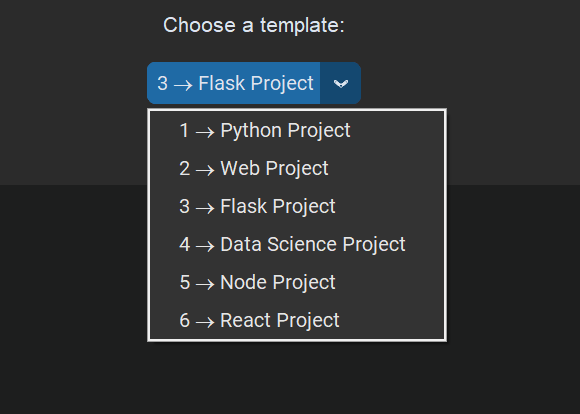 Choose a template:
3 → Flask Project
1 → Python Project
2 → Web Project
3 → Flask Project
4 → Data Science Project
5 → Node Project
6 → React Project